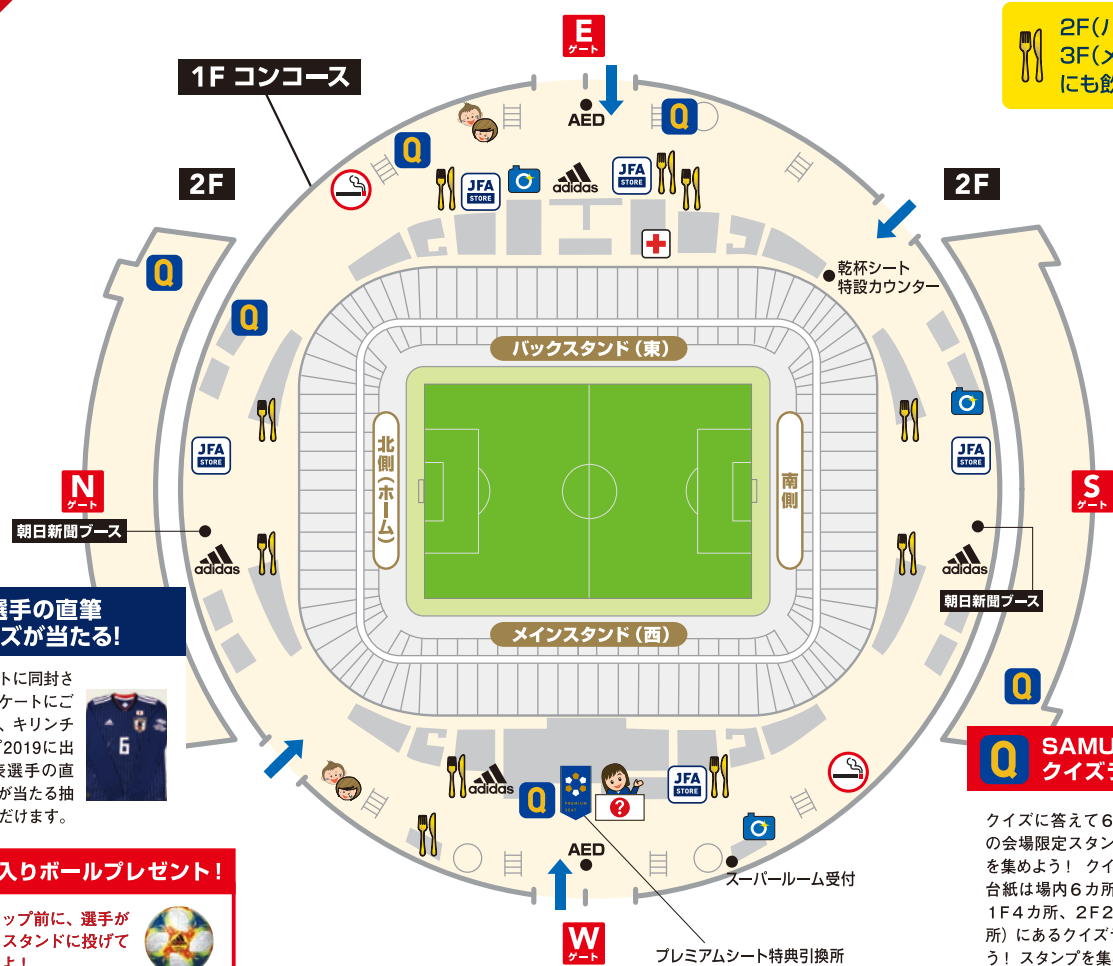 E
ゲート
2F(バ
3F(メ
にも飲
1F コンコース
AED
Q
Q
2F
2F
JFA
STORE
adidas
JFA
STORE
Q
Q
乾杯シート
特設カウンター
バックスタンド（東）
北側（ホーム）
南側
メインスタンド（西）
JFA
STORE
JFA
STORE
N
ゲート
S
ゲート
朝日新聞ブース
adidas
adidas
朝日新聞ブース
選手の直筆
ズが当たる!
トに同封さ
ケートにご
、キリンチ
プ2019に出
表選手の直
が当たる抽
だけます。
6
Q
Q
SAMU
クイズラ
クイズに答えて6
の会場限定スタン
を集めよう！ クイ
台紙は場内6カ所
1F4カ所、2F2
所）にあるクイズラ
う！ スタンプを集
adidas
Q
PREMIUM
SEAT
?
JFA
STORE
AED
スーパールーム受付
W
ゲート
プレミアムシート特典引換所
入りボールプレゼント！
ップ前に、選手が
スタンドに投げて
よ！